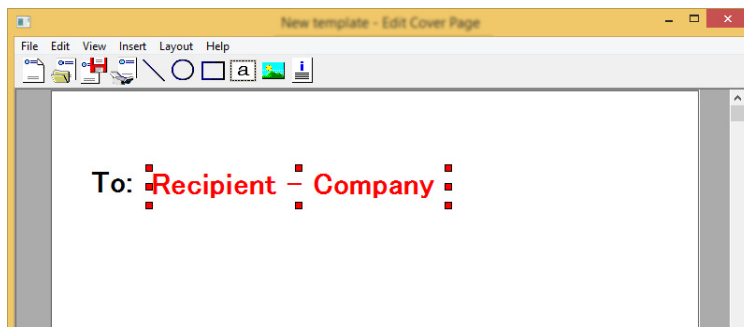 New template - Edit Cover Page
File Edit View Insert Layout Help
a
To: Recipient - Company